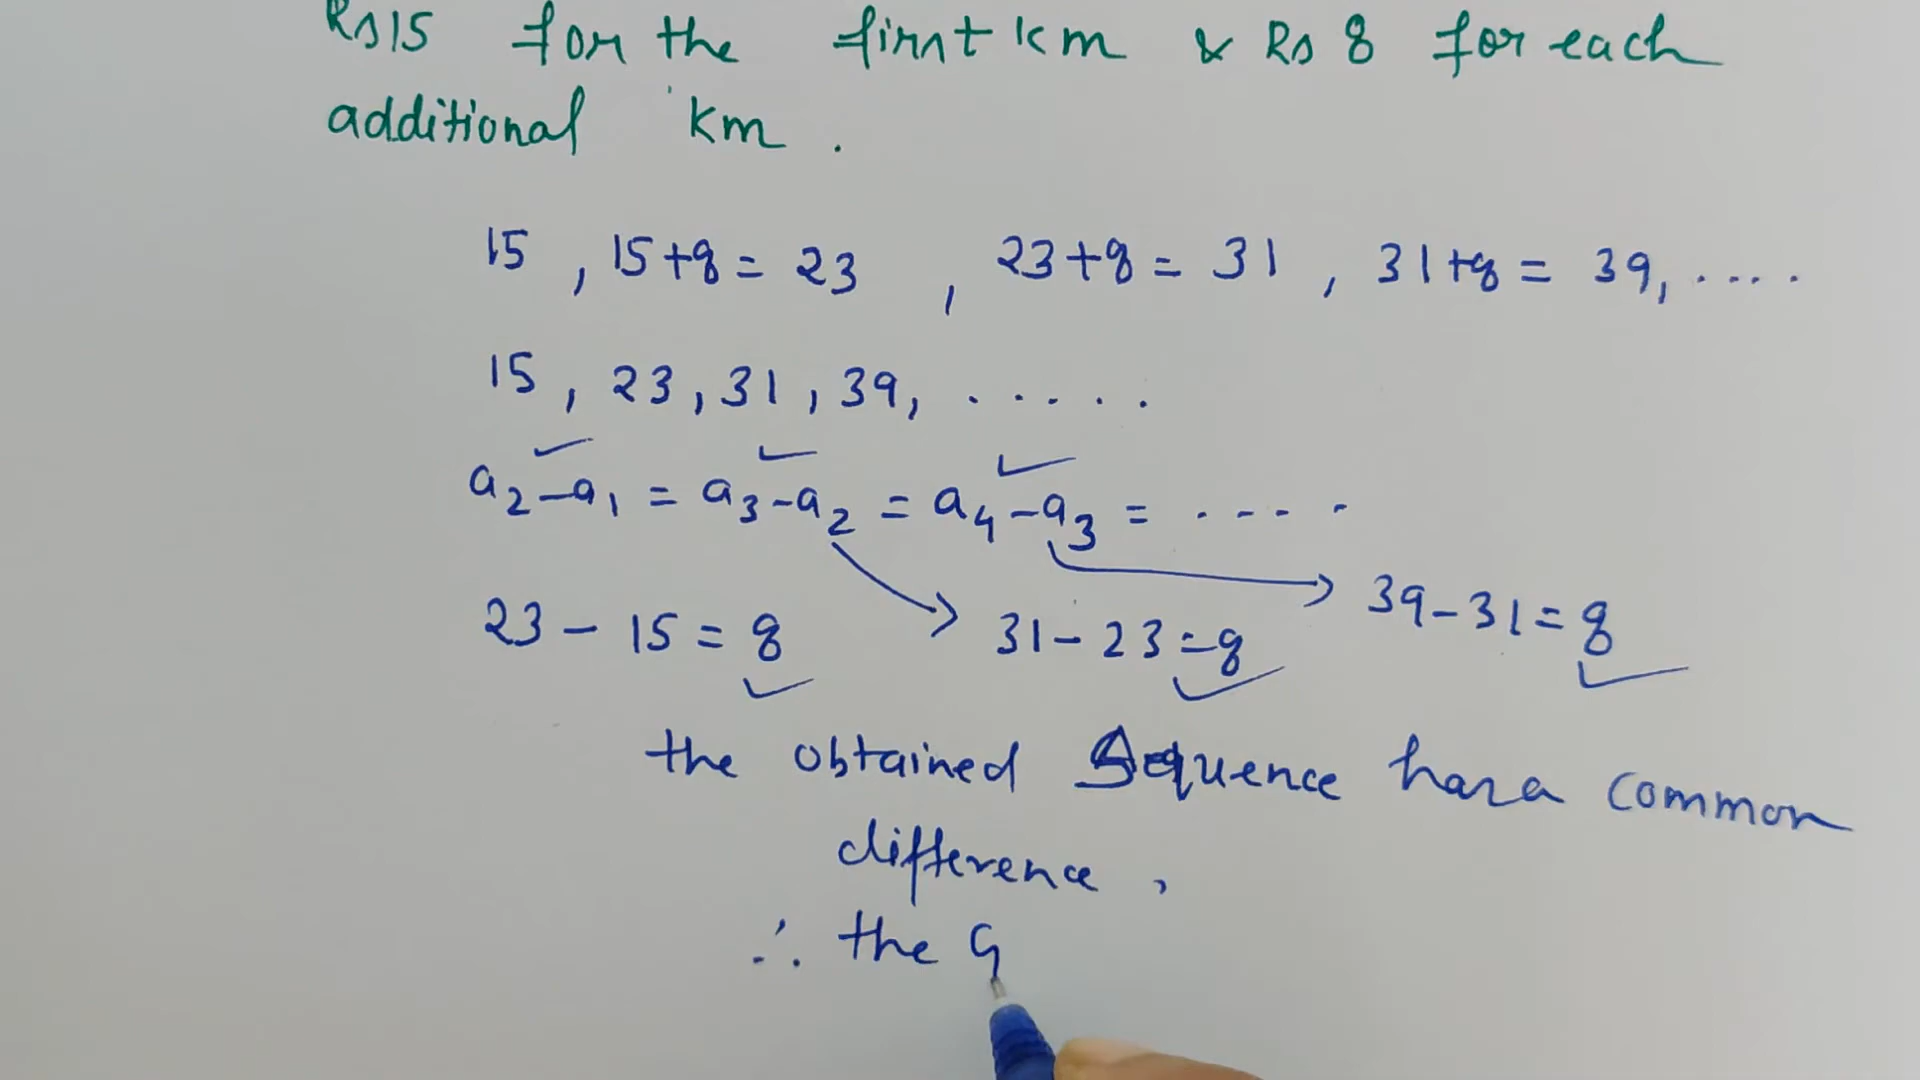 Rs 15 for the first km & Rs 8 for each
additional km .
15 , 15+8 = 23 , 23+8 = 31 , 31+8 = 39, ....
15 , 23 , 31 , 39, .....
a2-a1 = a3-a2 = a4-a3 = ....
39-31=8
23 - 15 = 8 31 - 23 = 8
the obtained Sequence has a common
difference ,
∴ the G